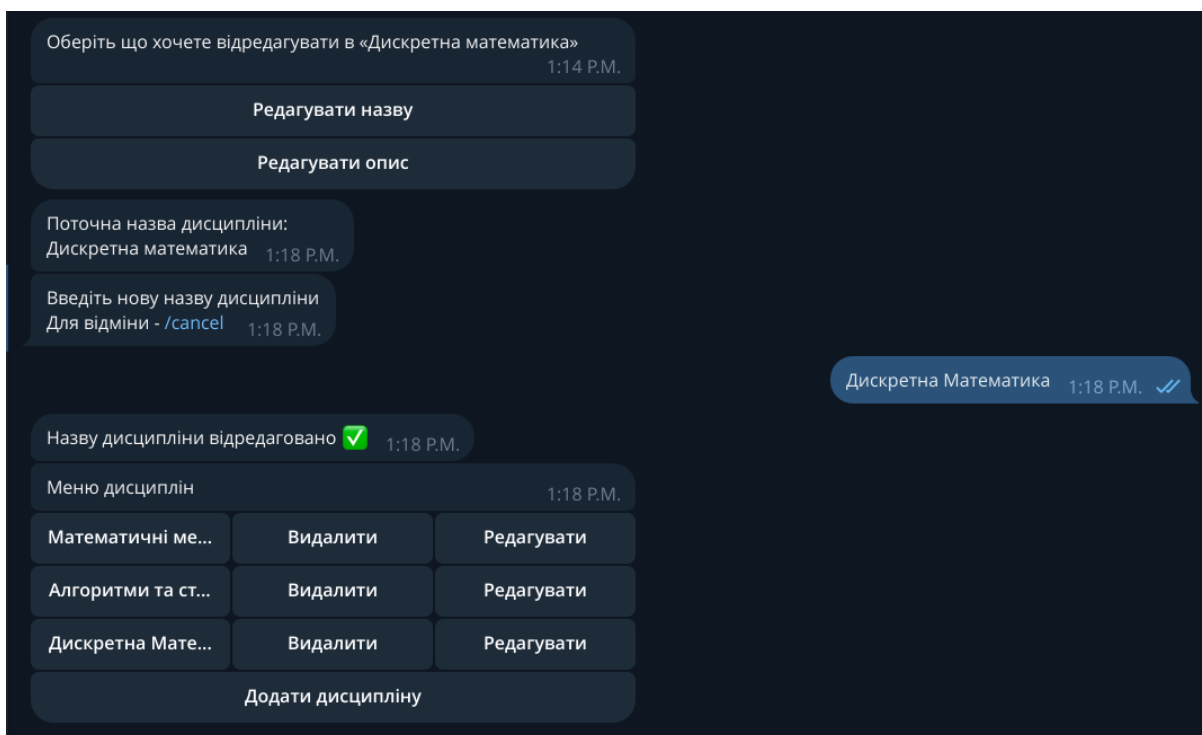 Оберіть що хочете відредагувати в «Дискретна математика»
1:14 P.M.
Редагувати назву
Редагувати опис
Поточна назва дисципліни:
Дискретна математика 1:18 P.M.
Введіть нову назву дисципліни
Для відміни - /cancel 1:18 P.M.
Дискретна Математика 1:18 P.M.
Назву дисципліни відредаговано ✅ 1:18 P.M.
Меню дисциплін 1:18 P.M.
Математичні ме... Видалити Редагувати
Алгоритми та ст... Видалити Редагувати
Дискретна Мате... Видалити Редагувати
Додати дисципліну